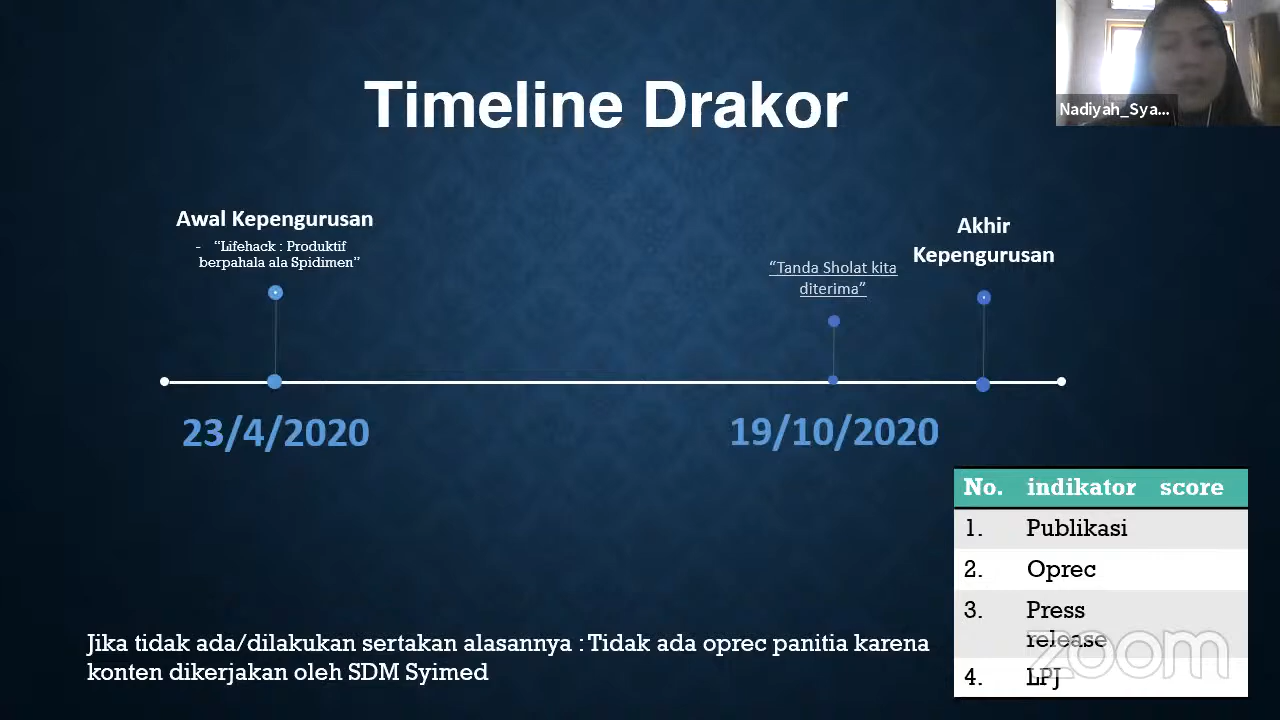 Timeline Drakor
Nadiyah_Sya...
Awal Kepengurusan
- “Lifehack : Produktif
berpahala ala Spidimen”
“Tanda Sholat kita
diterima”
Akhir
Kepengurusan
23/4/2020
19/10/2020
No. indikator score
1. Publikasi
2. Oprec
3. Press
release
4. LPJ
zoom
Jika tidak ada/dilakukan sertakan alasannya : Tidak ada oprec panitia karena
konten dikerjakan oleh SDM Syimed